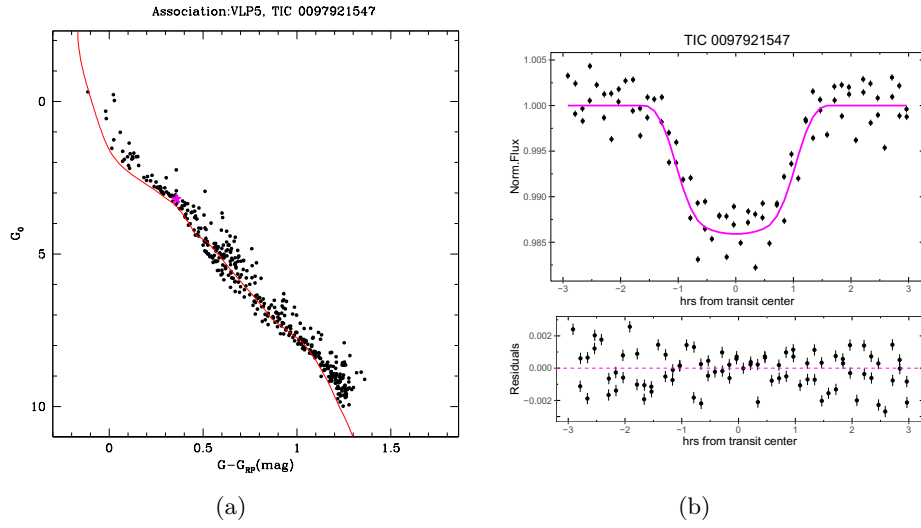 Association:VLP5, TIC 0097921547
G₀
0
5
10
0
0.5
1
1.5
G−G_RP(mag)
(a)
TIC 0097921547
Norm.Flux
1.005
1.000
0.995
0.990
0.985
-3 -2 -1 0 1 2 3
hrs from transit center
Residuals
0.002
0.000
-0.002
-3 -2 -1 0 1 2 3
hrs from transit center
(b)